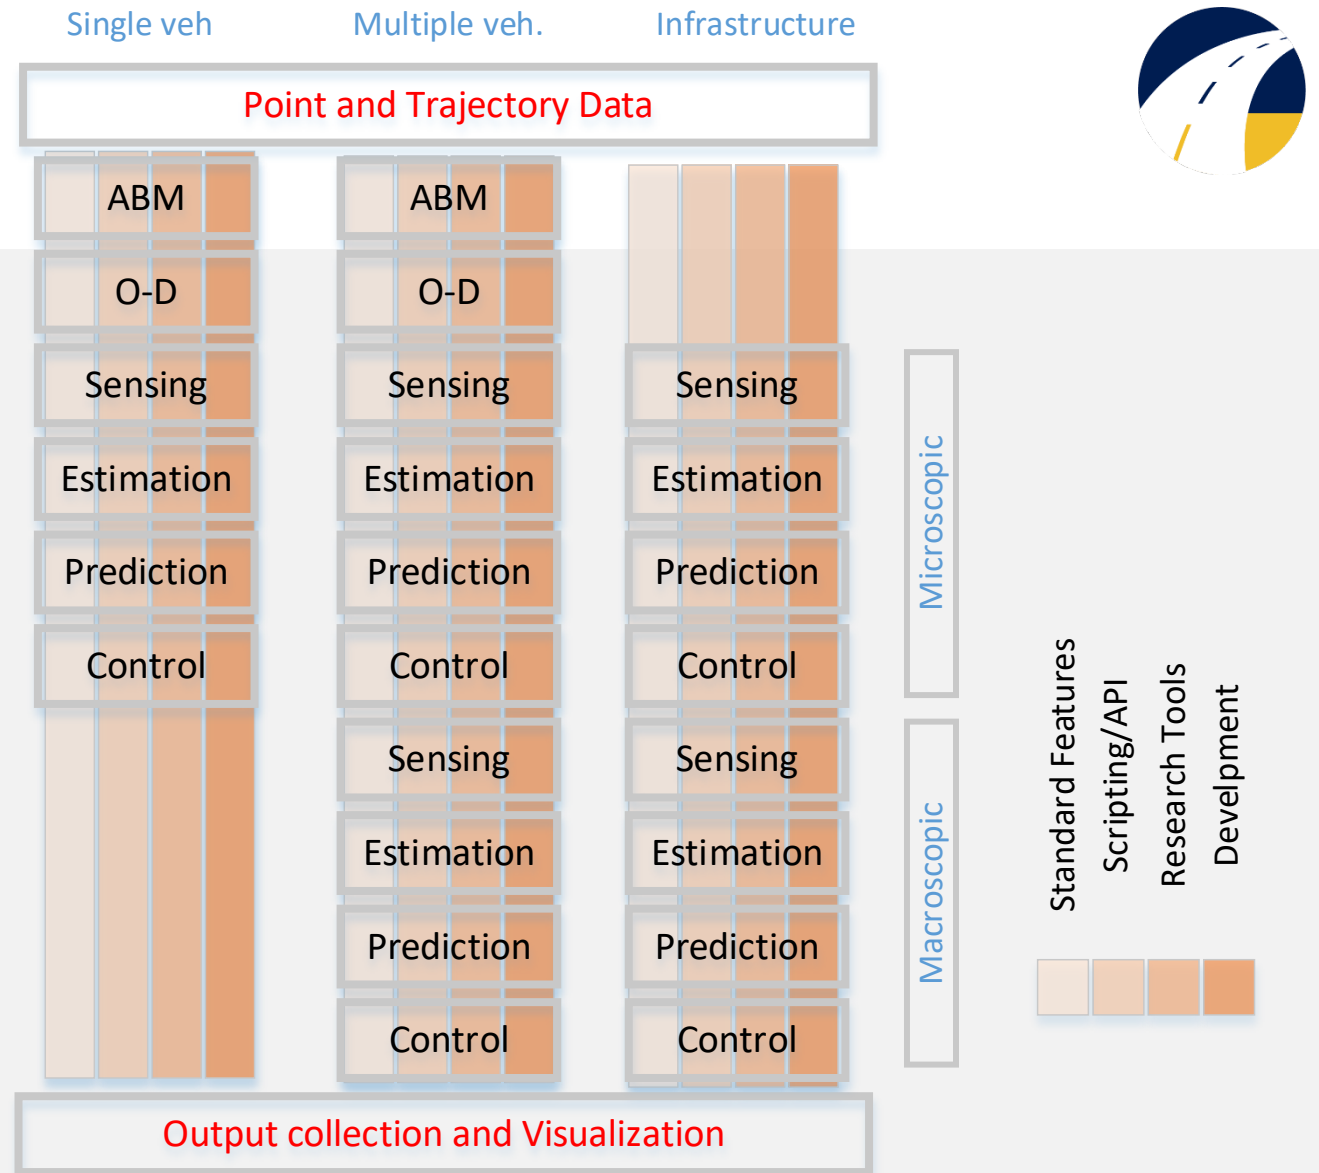 Single veh
Multiple veh.
Infrastructure
Point and Trajectory Data
ABM
ABM
O-D
O-D
Sensing
Sensing
Sensing
Estimation
Estimation
Estimation
Prediction
Prediction
Prediction
Control
Control
Control
Sensing
Sensing
Estimation
Estimation
Prediction
Prediction
Control
Control
Microscopic
Macroscopic
Standard Features
Scripting/API
Research Tools
Develpment
Output collection and Visualization